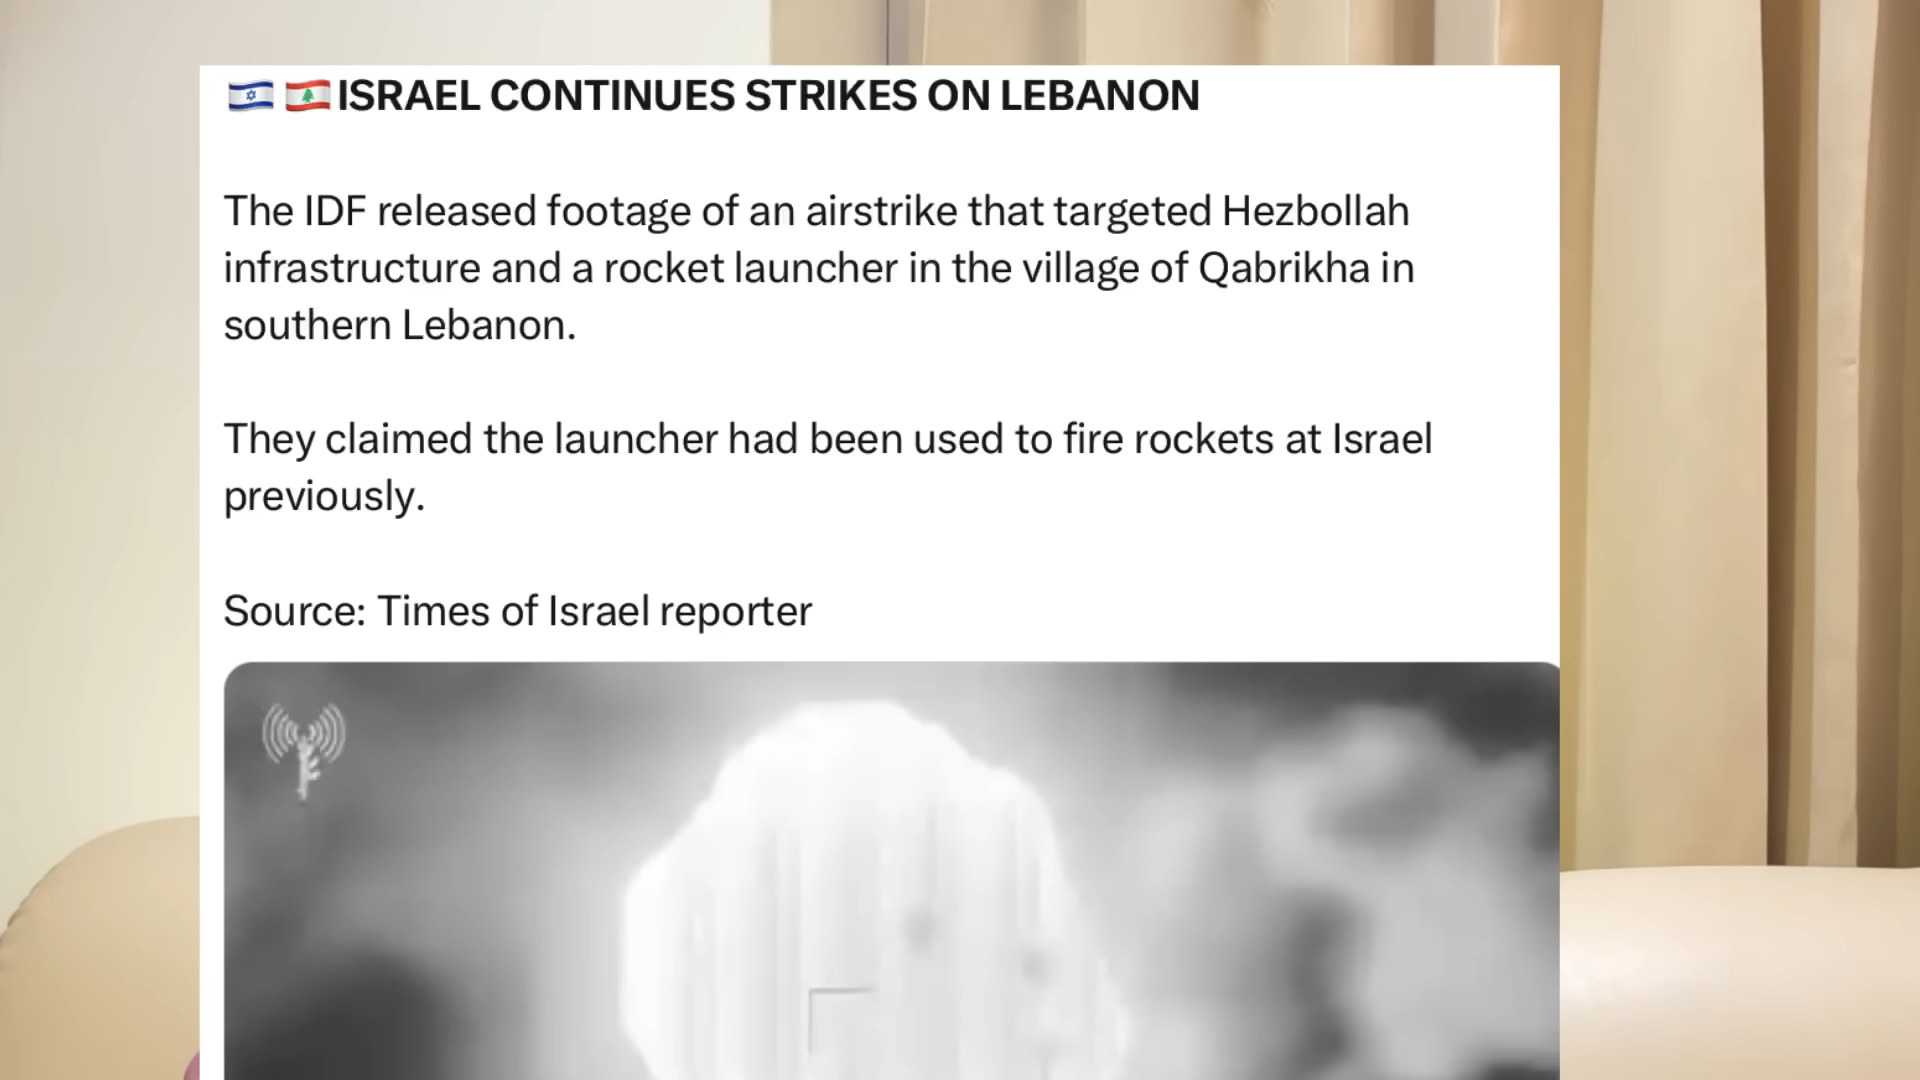 🇮🇱 🇱🇧ISRAEL CONTINUES STRIKES ON LEBANON
The IDF released footage of an airstrike that targeted Hezbollah
infrastructure and a rocket launcher in the village of Qabrikha in
southern Lebanon.
They claimed the launcher had been used to fire rockets at Israel
previously.
Source: Times of Israel reporter